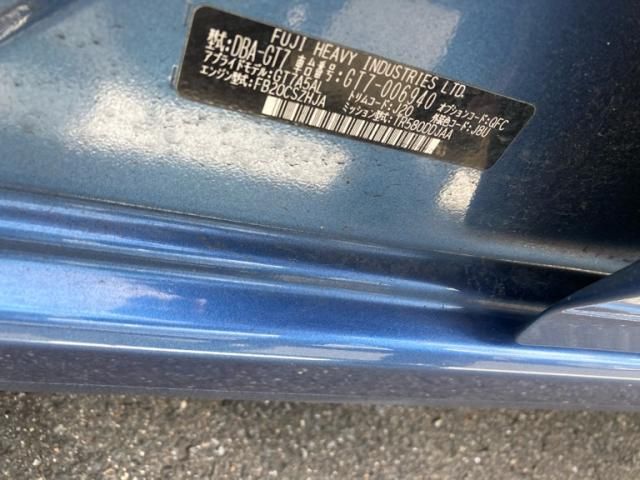 FUJI HEAVY INDUSTRIES LTD.
型式:DBA-GT7 車台番号:GT7-006940
アプライドモデル:GT7A5AL トリムコード:J20 オプションコード:QFC
エンジン型式:FB20CSZHJA 外装色コード:J8U
ミッション型式:TR580DDJAA